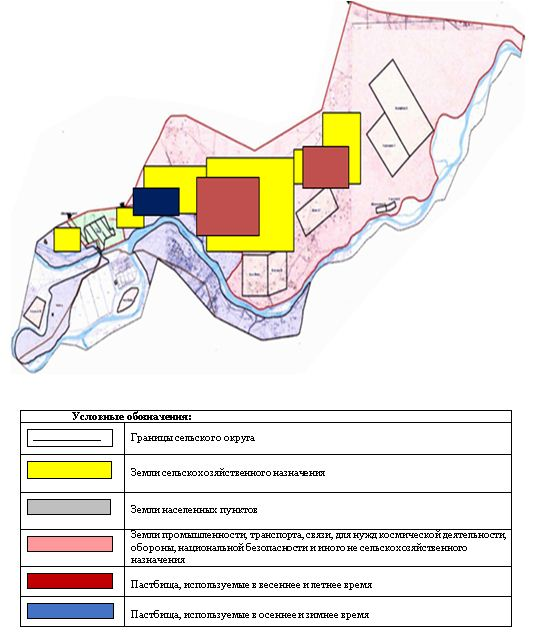 Условные обозначения:
Границы сельского округа
Земли сельскохозяйственного назначения
Земли населенных пунктов
Земли промышленности, транспорта, связи, для нужд космической деятельности,
обороны, национальной безопасности и иного не сельскохозяйственного
назначения
Пастбища, используемые в весеннее и летнее время
Пастбища, используемые в осеннее и зимнее время